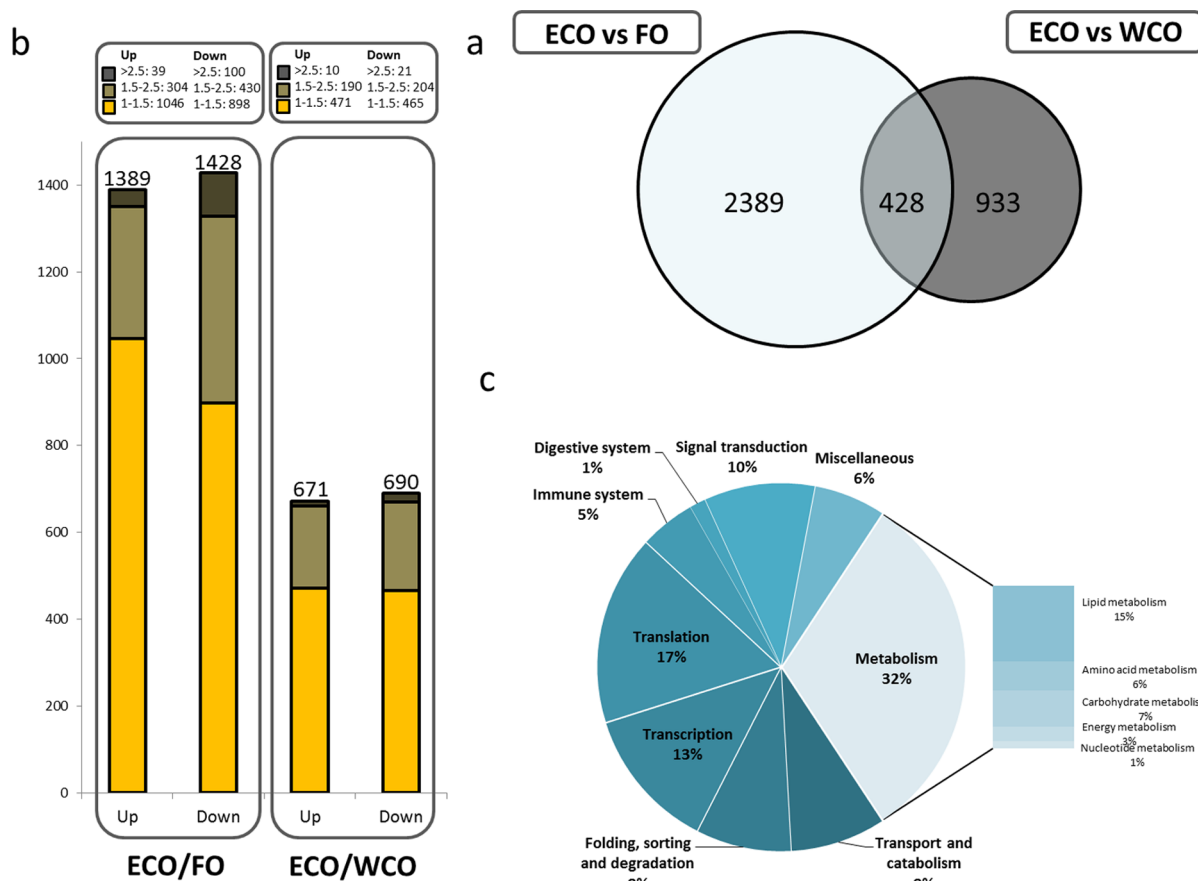 b
Up Down
>2.5: 39 >2.5: 100
1.5-2.5: 304 1.5-2.5: 430
1-1.5: 1046 1-1.5: 898
Up Down
>2.5: 10 >2.5: 21
1.5-2.5: 190 1.5-2.5: 204
1-1.5: 471 1-1.5: 465
1389
1428
671
690
1400
1200
1000
800
600
400
200
0
Up
Down
Up
Down
ECO/FO
ECO/WCO
a
ECO vs FO
ECO vs WCO
2389
428
933
c
Digestive system
1%
Signal transduction
10%
Miscellaneous
6%
Immune system
5%
Translation
17%
Metabolism
32%
Transcription
13%
Folding, sorting
and degradation
Transport and
catabolism
Lipid metabolism
15%
Amino acid metabolism
6%
Carbohydrate metabolis
7%
Energy metabolism
3%
Nucleotide metabolism
1%